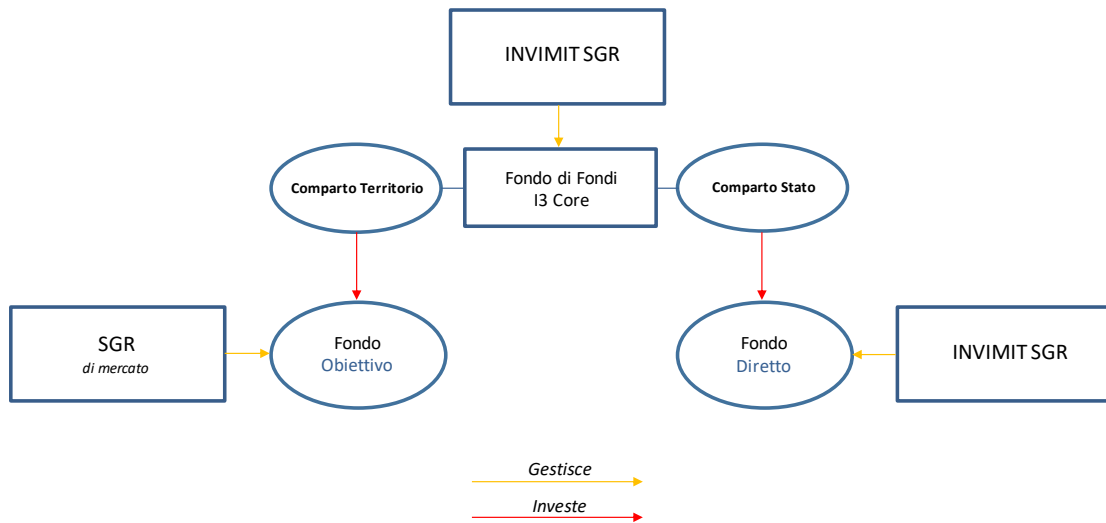 INVIMIT SGR
Comparto Territorio
Fondo di Fondi
I3 Core
Comparto Stato
SGR
di mercato
Fondo
Obiettivo
Fondo
Diretto
INVIMIT SGR
Gestisce
Investe